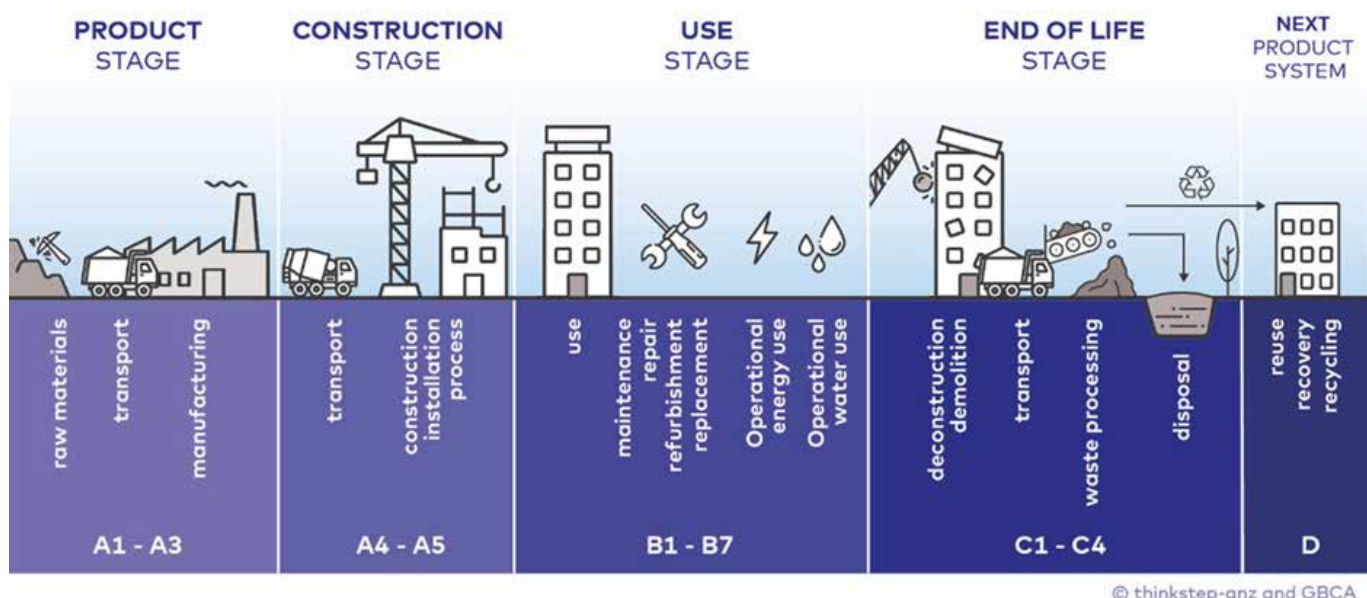 PRODUCT
STAGE
CONSTRUCTION
STAGE
USE
STAGE
END OF LIFE
STAGE
NEXT
PRODUCT
SYSTEM
raw materials
transport
manufacturing
transport
construction
installation
process
use
maintenance
repair
refurbishment
replacement
Operational
energy use
Operational
water use
deconstruction
demolition
transport
waste processing
disposal
reuse
recovery
recycling
A1 - A3
A4 - A5
B1 - B7
C1 - C4
D
© thinkstep-anz and GBCA